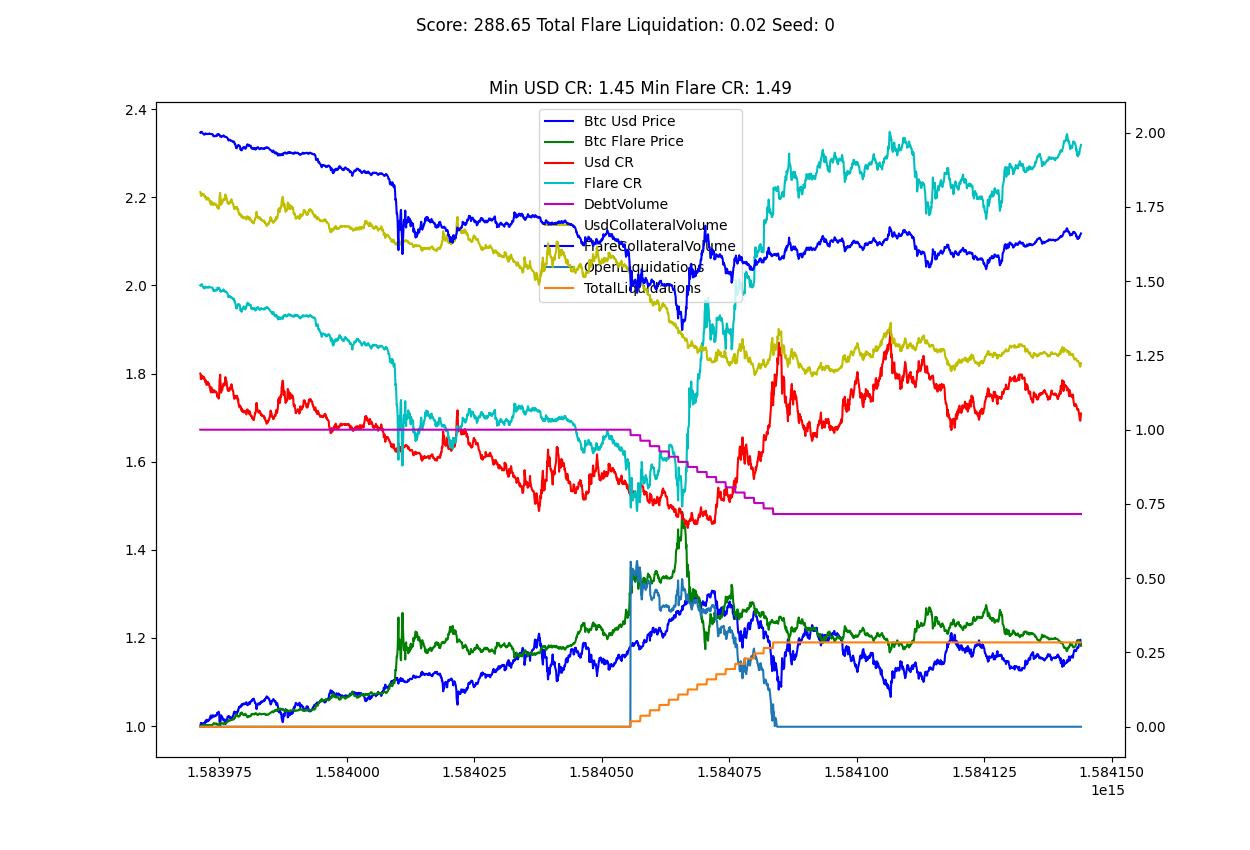 Score: 288.65 Total Flare Liquidation: 0.02 Seed: 0
Min USD CR: 1.45 Min Flare CR: 1.49
2.4
2.2
2.0
1.8
1.6
1.4
1.2
1.0
Btc Usd Price
Btc Flare Price
Usd CR
Flare CR
DebtVolume
UsdCollateralVolume
FlareCollateralVolume
OpenLiquidations
TotalLiquidations
2.00
1.75
1.50
1.25
1.00
0.75
0.50
0.25
0.00
1.583975 1.584000 1.584025 1.584050 1.584075 1.584100 1.584125 1.584150
1e15